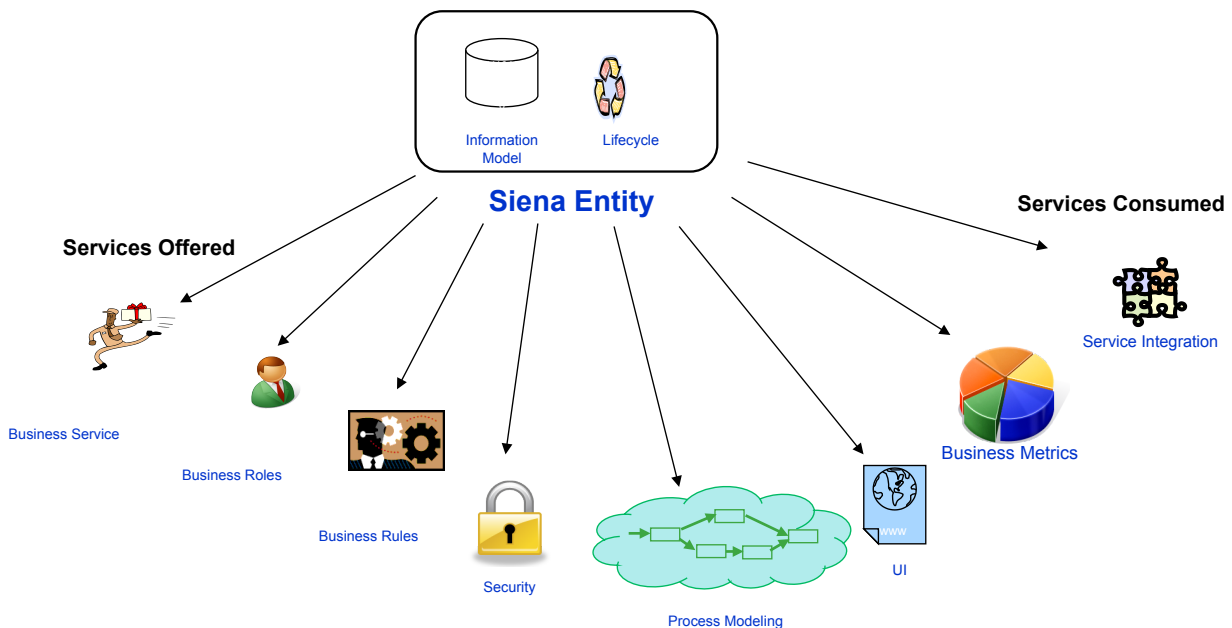 Information
Model
Lifecycle
Siena Entity
Services Offered
Services Consumed
Business Service
Business Roles
Business Rules
Security
Process Modeling
www
UI
Business Metrics
Service Integration